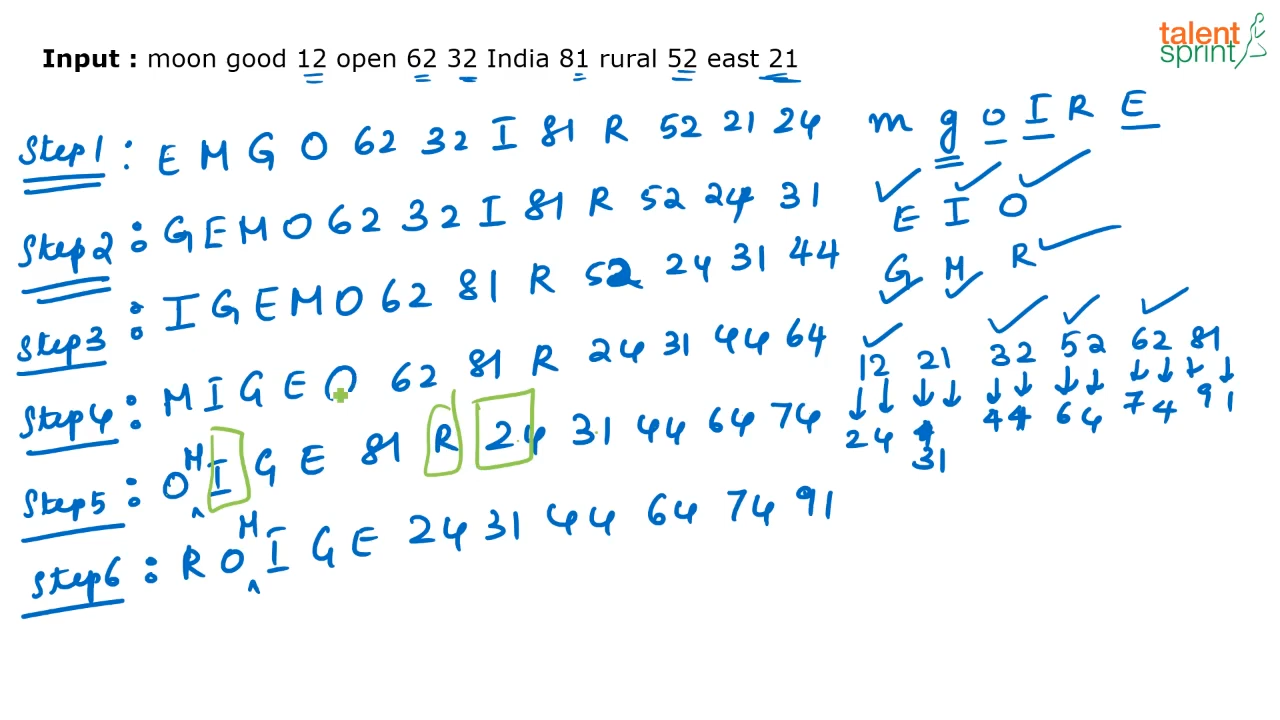 talent
sprint
Input : moon good 12 open 62 32 India 81 rural 52 east 21
Step1 : E M G O 62 32 I 81 R 52 21 24
m g o I R E
Step2 : G E M O 62 32 I 81 R 52 24 31
E I O
Step3 : I G E M O 62 81 R 52 24 31 44
G M R
Step4 : M I G E O 62 81 R 24 31 44 64
12 21 32 52 62 81
24 31 44 64 74 91
Step5 : O M I G E 81 R 24 31 44 64 74
Step6 : R O M I G E 24 31 44 64 74 91